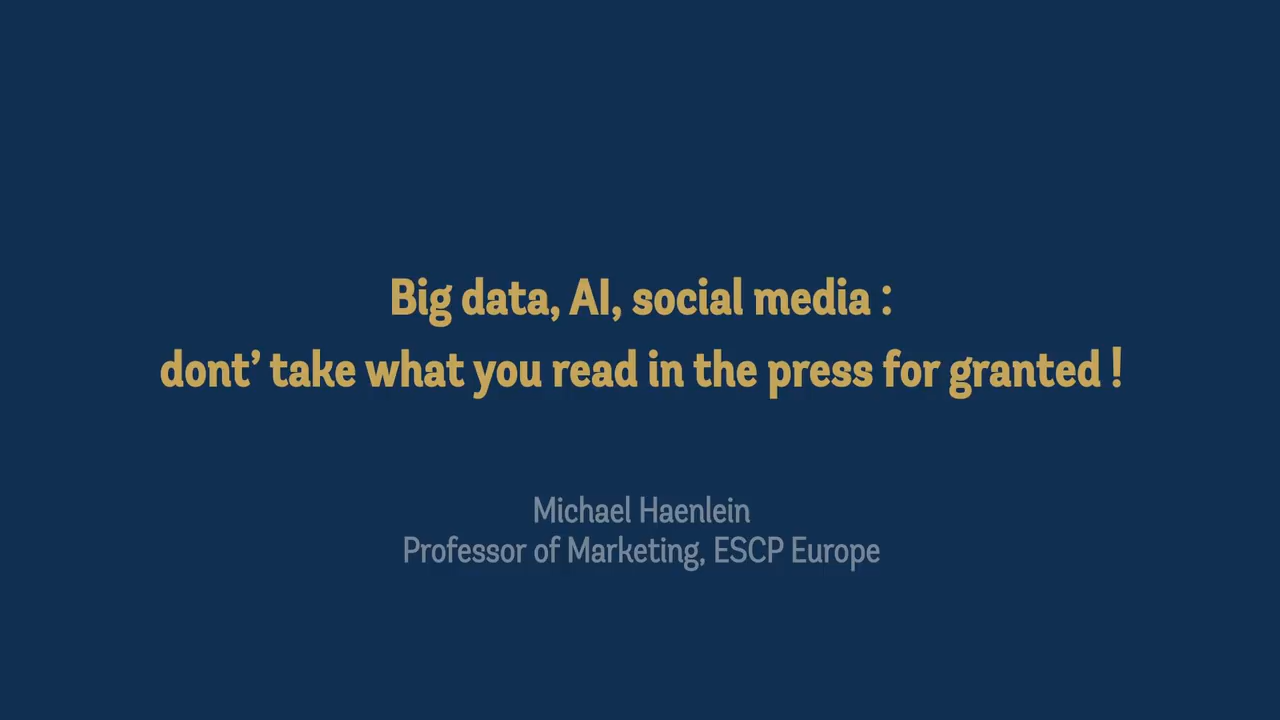 Big data, AI, social media :
dont’ take what you read in the press for granted !
Michael Haenlein
Professor of Marketing, ESCP Europe